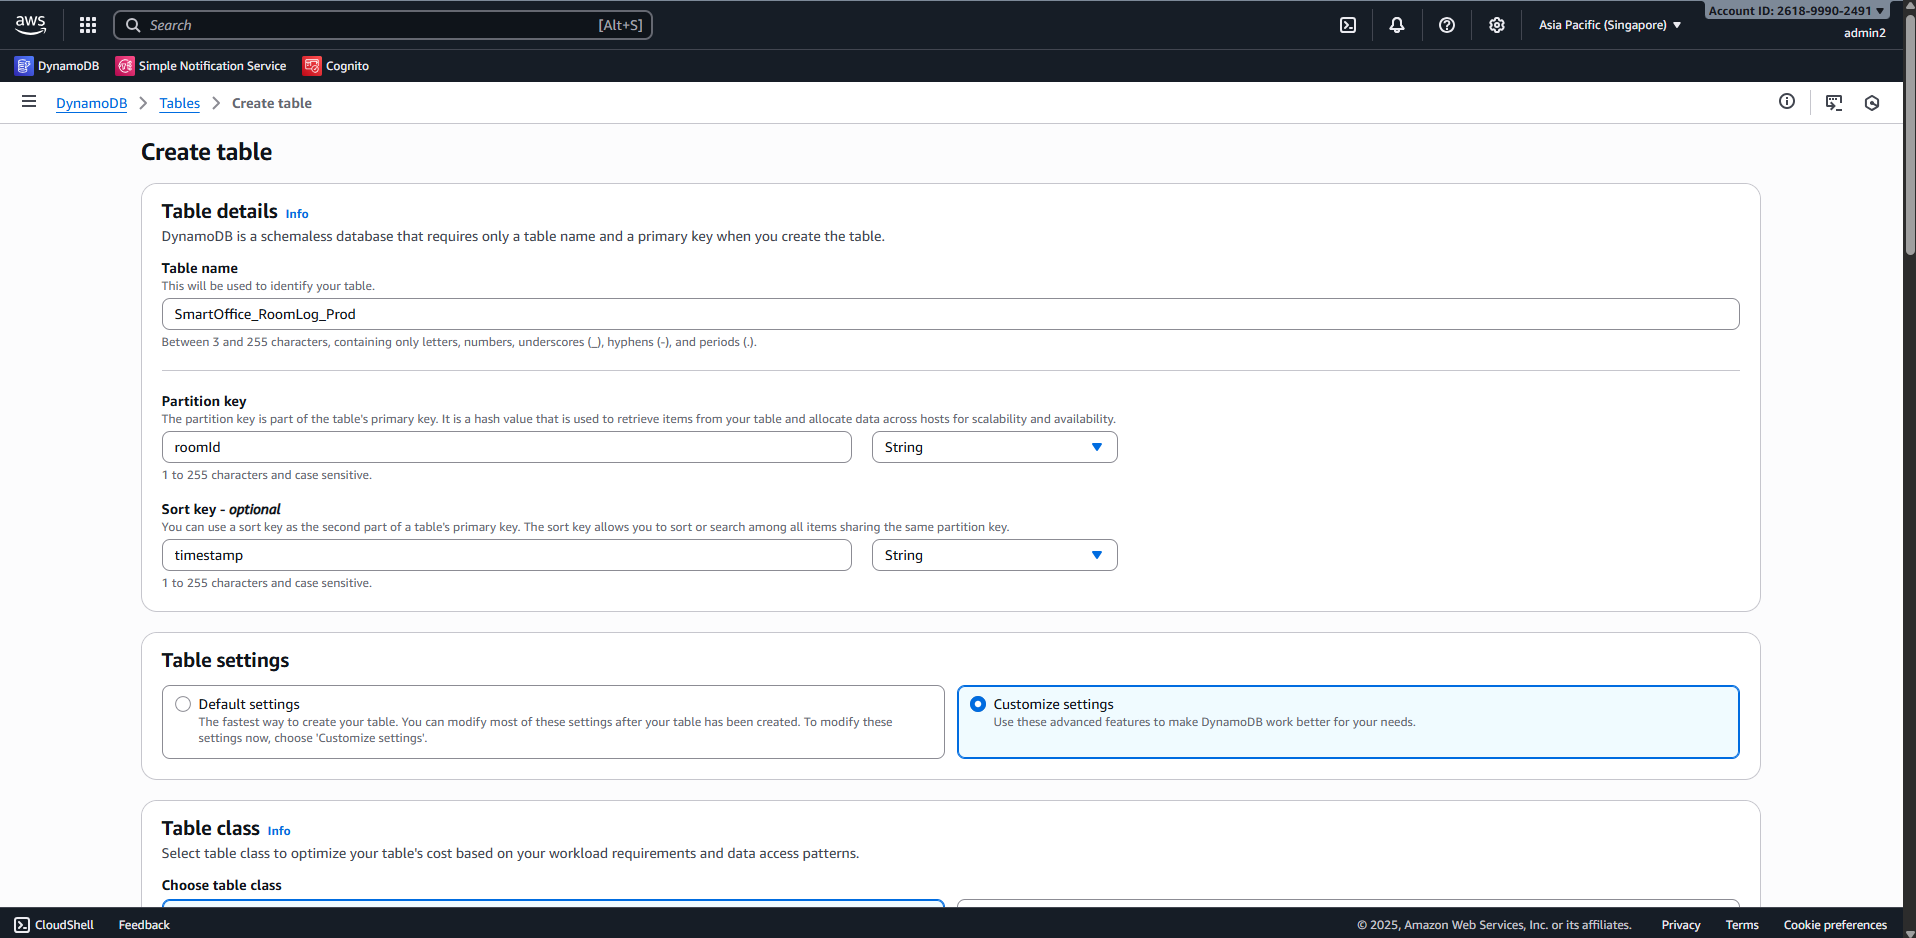 aws
Search
[Alt+S]
Asia Pacific (Singapore)
Account ID: 2618-9990-2491
admin2
DynamoDB
Simple Notification Service
Cognito
DynamoDB
Tables
Create table
Create table
Table details Info
DynamoDB is a schemaless database that requires only a table name and a primary key when you create the table.
Table name
This will be used to identify your table.
SmartOffice_RoomLog_Prod
Between 3 and 255 characters, containing only letters, numbers, underscores (_), hyphens (-), and periods (.).
Partition key
The partition key is part of the table's primary key. It is a hash value that is used to retrieve items from your table and allocate data across hosts for scalability and availability.
roomId
String
1 to 255 characters and case sensitive.
Sort key - optional
You can use a sort key as the second part of a table's primary key. The sort key allows you to sort or search among all items sharing the same partition key.
timestamp
String
1 to 255 characters and case sensitive.
Table settings
Default settings
The fastest way to create your table. You can modify most of these settings after your table has been created. To modify these
settings now, choose 'Customize settings'.
Customize settings
Use these advanced features to make DynamoDB work better for your needs.
Table class Info
Select table class to optimize your table's cost based on your workload requirements and data access patterns.
Choose table class
CloudShell
Feedback
© 2025, Amazon Web Services, Inc. or its affiliates.
Privacy
Terms
Cookie preferences